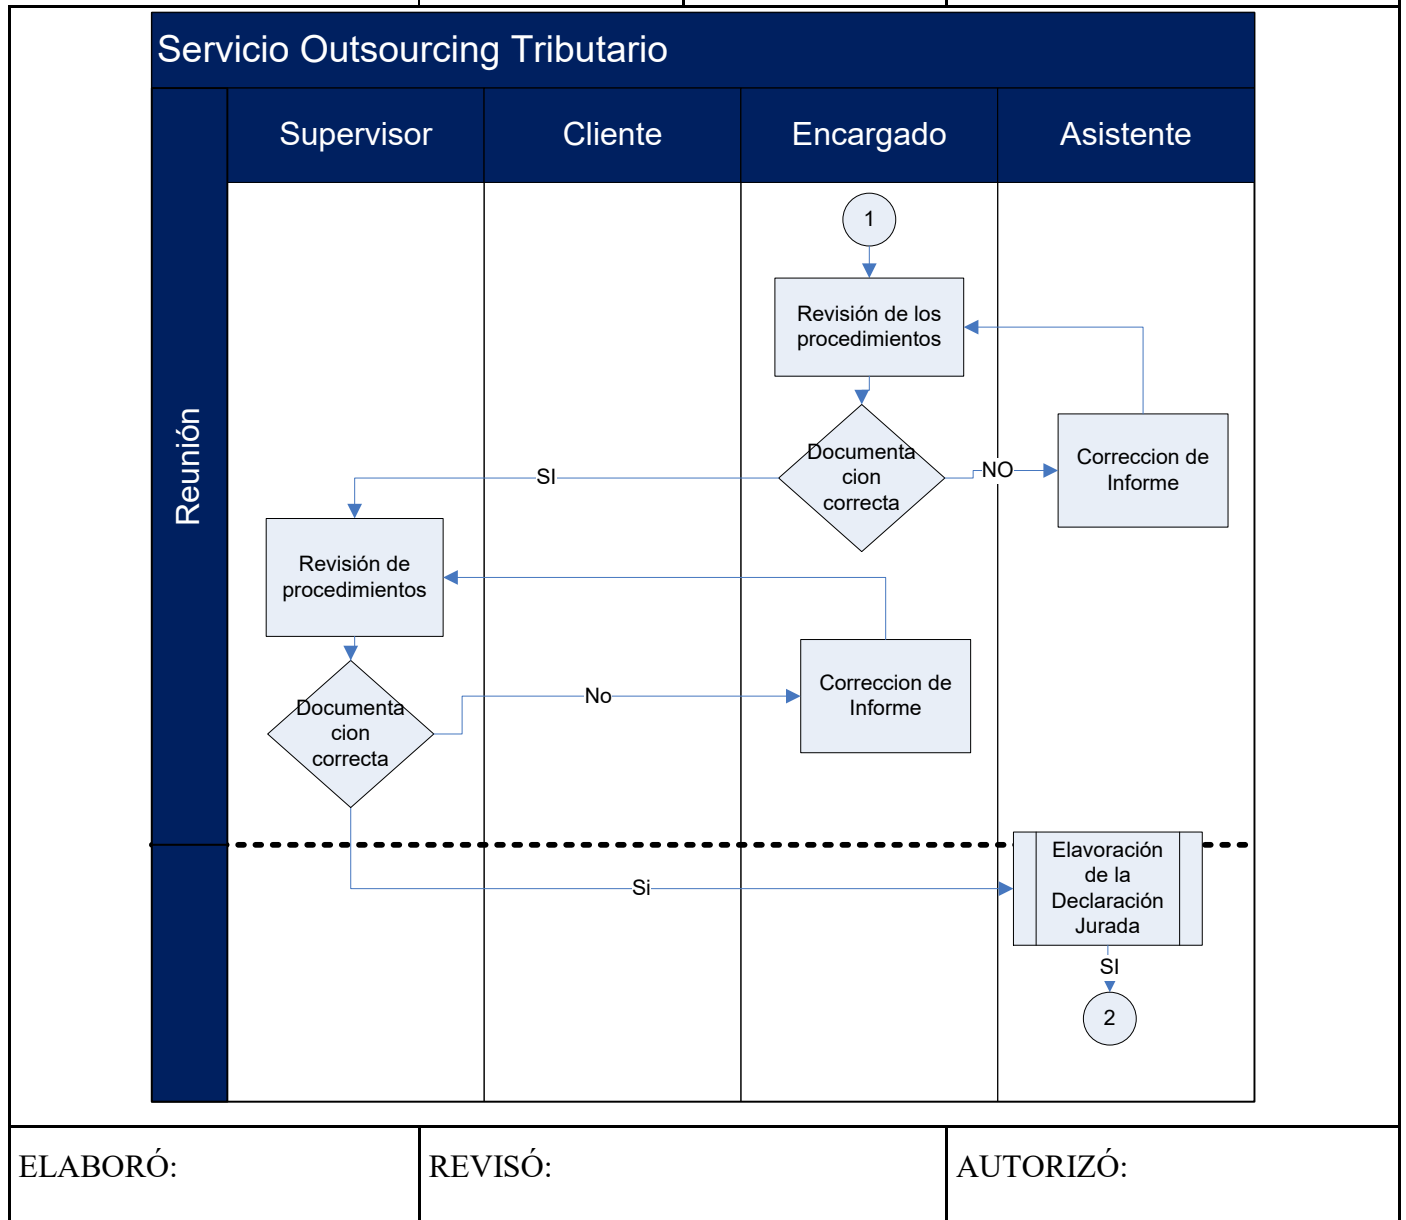 Servicio Outsourcing Tributario
Supervisor
Cliente
Encargado
Asistente
Reunión
1
Revisión de los
procedimientos
Documenta
cion
correcta
NO
Correccion de
Informe
SI
Revisión de
procedimientos
Documenta
cion
correcta
No
Correccion de
Informe
Si
Elavoración
de la
Declaración
Jurada
SI
2
ELABORÓ:
REVISÓ:
AUTORIZÓ: